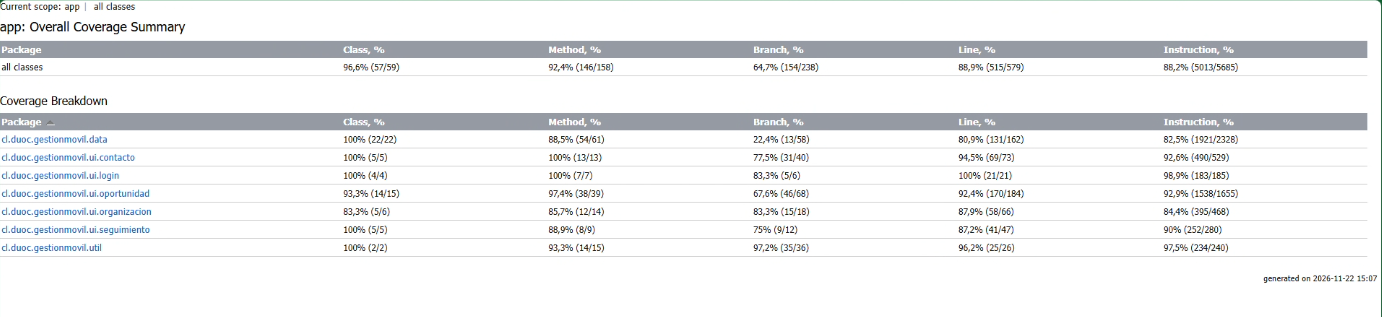 Current scope: app | all classes
app: Overall Coverage Summary
Package Class, % Method, % Branch, % Line, % Instruction, %
all classes 96,6% (57/59) 92,4% (146/158) 64,7% (154/238) 88,9% (515/579) 88,2% (5013/5685)
Coverage Breakdown
Package Class, % Method, % Branch, % Line, % Instruction, %
cl.duoc.gestionmovil.data 100% (22/22) 88,5% (54/61) 22,4% (13/58) 80,9% (131/162) 82,5% (1921/2328)
cl.duoc.gestionmovil.ui.contacto 100% (5/5) 100% (13/13) 77,5% (31/40) 94,5% (69/73) 92,6% (490/529)
cl.duoc.gestionmovil.ui.login 100% (4/4) 100% (7/7) 83,3% (5/6) 100% (21/21) 98,9% (183/185)
cl.duoc.gestionmovil.ui.oportunidad 93,3% (14/15) 97,4% (38/39) 67,6% (46/68) 92,4% (170/184) 92,9% (1538/1655)
cl.duoc.gestionmovil.ui.organizacion 83,3% (5/6) 85,7% (12/14) 83,3% (15/18) 87,9% (58/66) 84,4% (395/468)
cl.duoc.gestionmovil.ui.seguimiento 100% (5/5) 88,9% (8/9) 75% (9/12) 87,2% (41/47) 90% (252/280)
cl.duoc.gestionmovil.util 100% (2/2) 93,3% (14/15) 97,2% (35/36) 96,2% (25/26) 97,5% (234/240)
generated on 2026-11-22 15:07